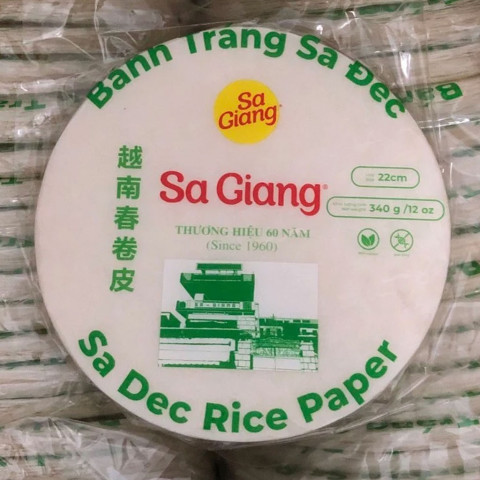 Bánh Tráng Sa Đec
Sa
Giang
越南春卷皮
Sa Giang®
22cm
340 g /12 oz
THƯƠNG HIỆU 60 NĂM
(Since 1960)
Sa Dec Rice Paper